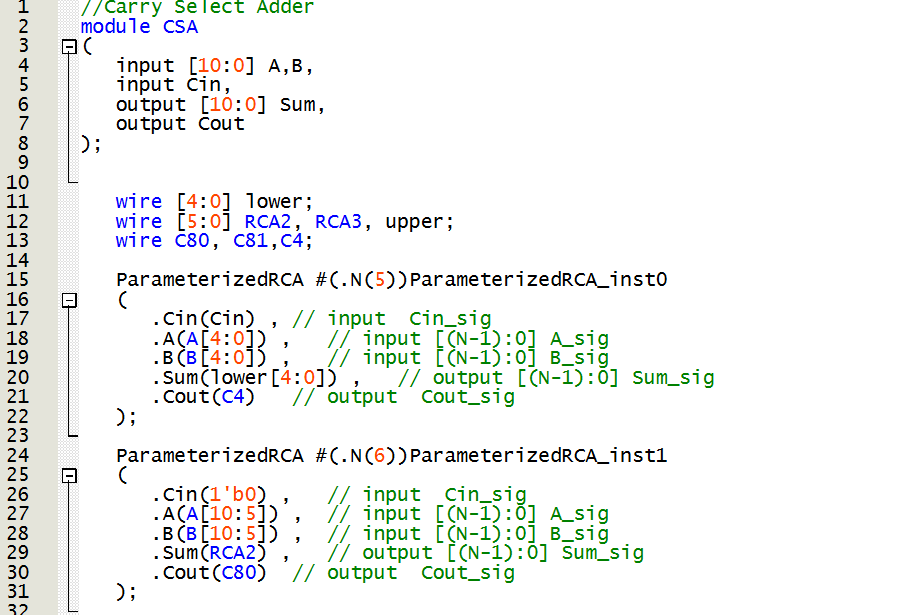 1 //Carry Select Adder
2 module CSA
3 (
4 input [10:0] A,B,
5 input Cin,
6 output [10:0] Sum,
7 output Cout
8 );
9
10
11 wire [4:0] lower;
12 wire [5:0] RCA2, RCA3, upper;
13 wire C80, C81,C4;
14
15 ParameterizedRCA #(.N(5))ParameterizedRCA_inst0
16 (
17 .Cin(Cin) , // input  Cin_sig
18 .A(A[4:0]) , // input [(N-1):0] A_sig
19 .B(B[4:0]) , // input [(N-1):0] B_sig
20 .Sum(lower[4:0]) , // output [(N-1):0] Sum_sig
21 .Cout(C4) // output  Cout_sig
22 );
23
24 ParameterizedRCA #(.N(6))ParameterizedRCA_inst1
25 (
26 .Cin(1'b0) , // input  Cin_sig
27 .A(A[10:5]) , // input [(N-1):0] A_sig
28 .B(B[10:5]) , // input [(N-1):0] B_sig
29 .Sum(RCA2) , // output [(N-1):0] Sum_sig
30 .Cout(C80) // output  Cout_sig
31 );
32